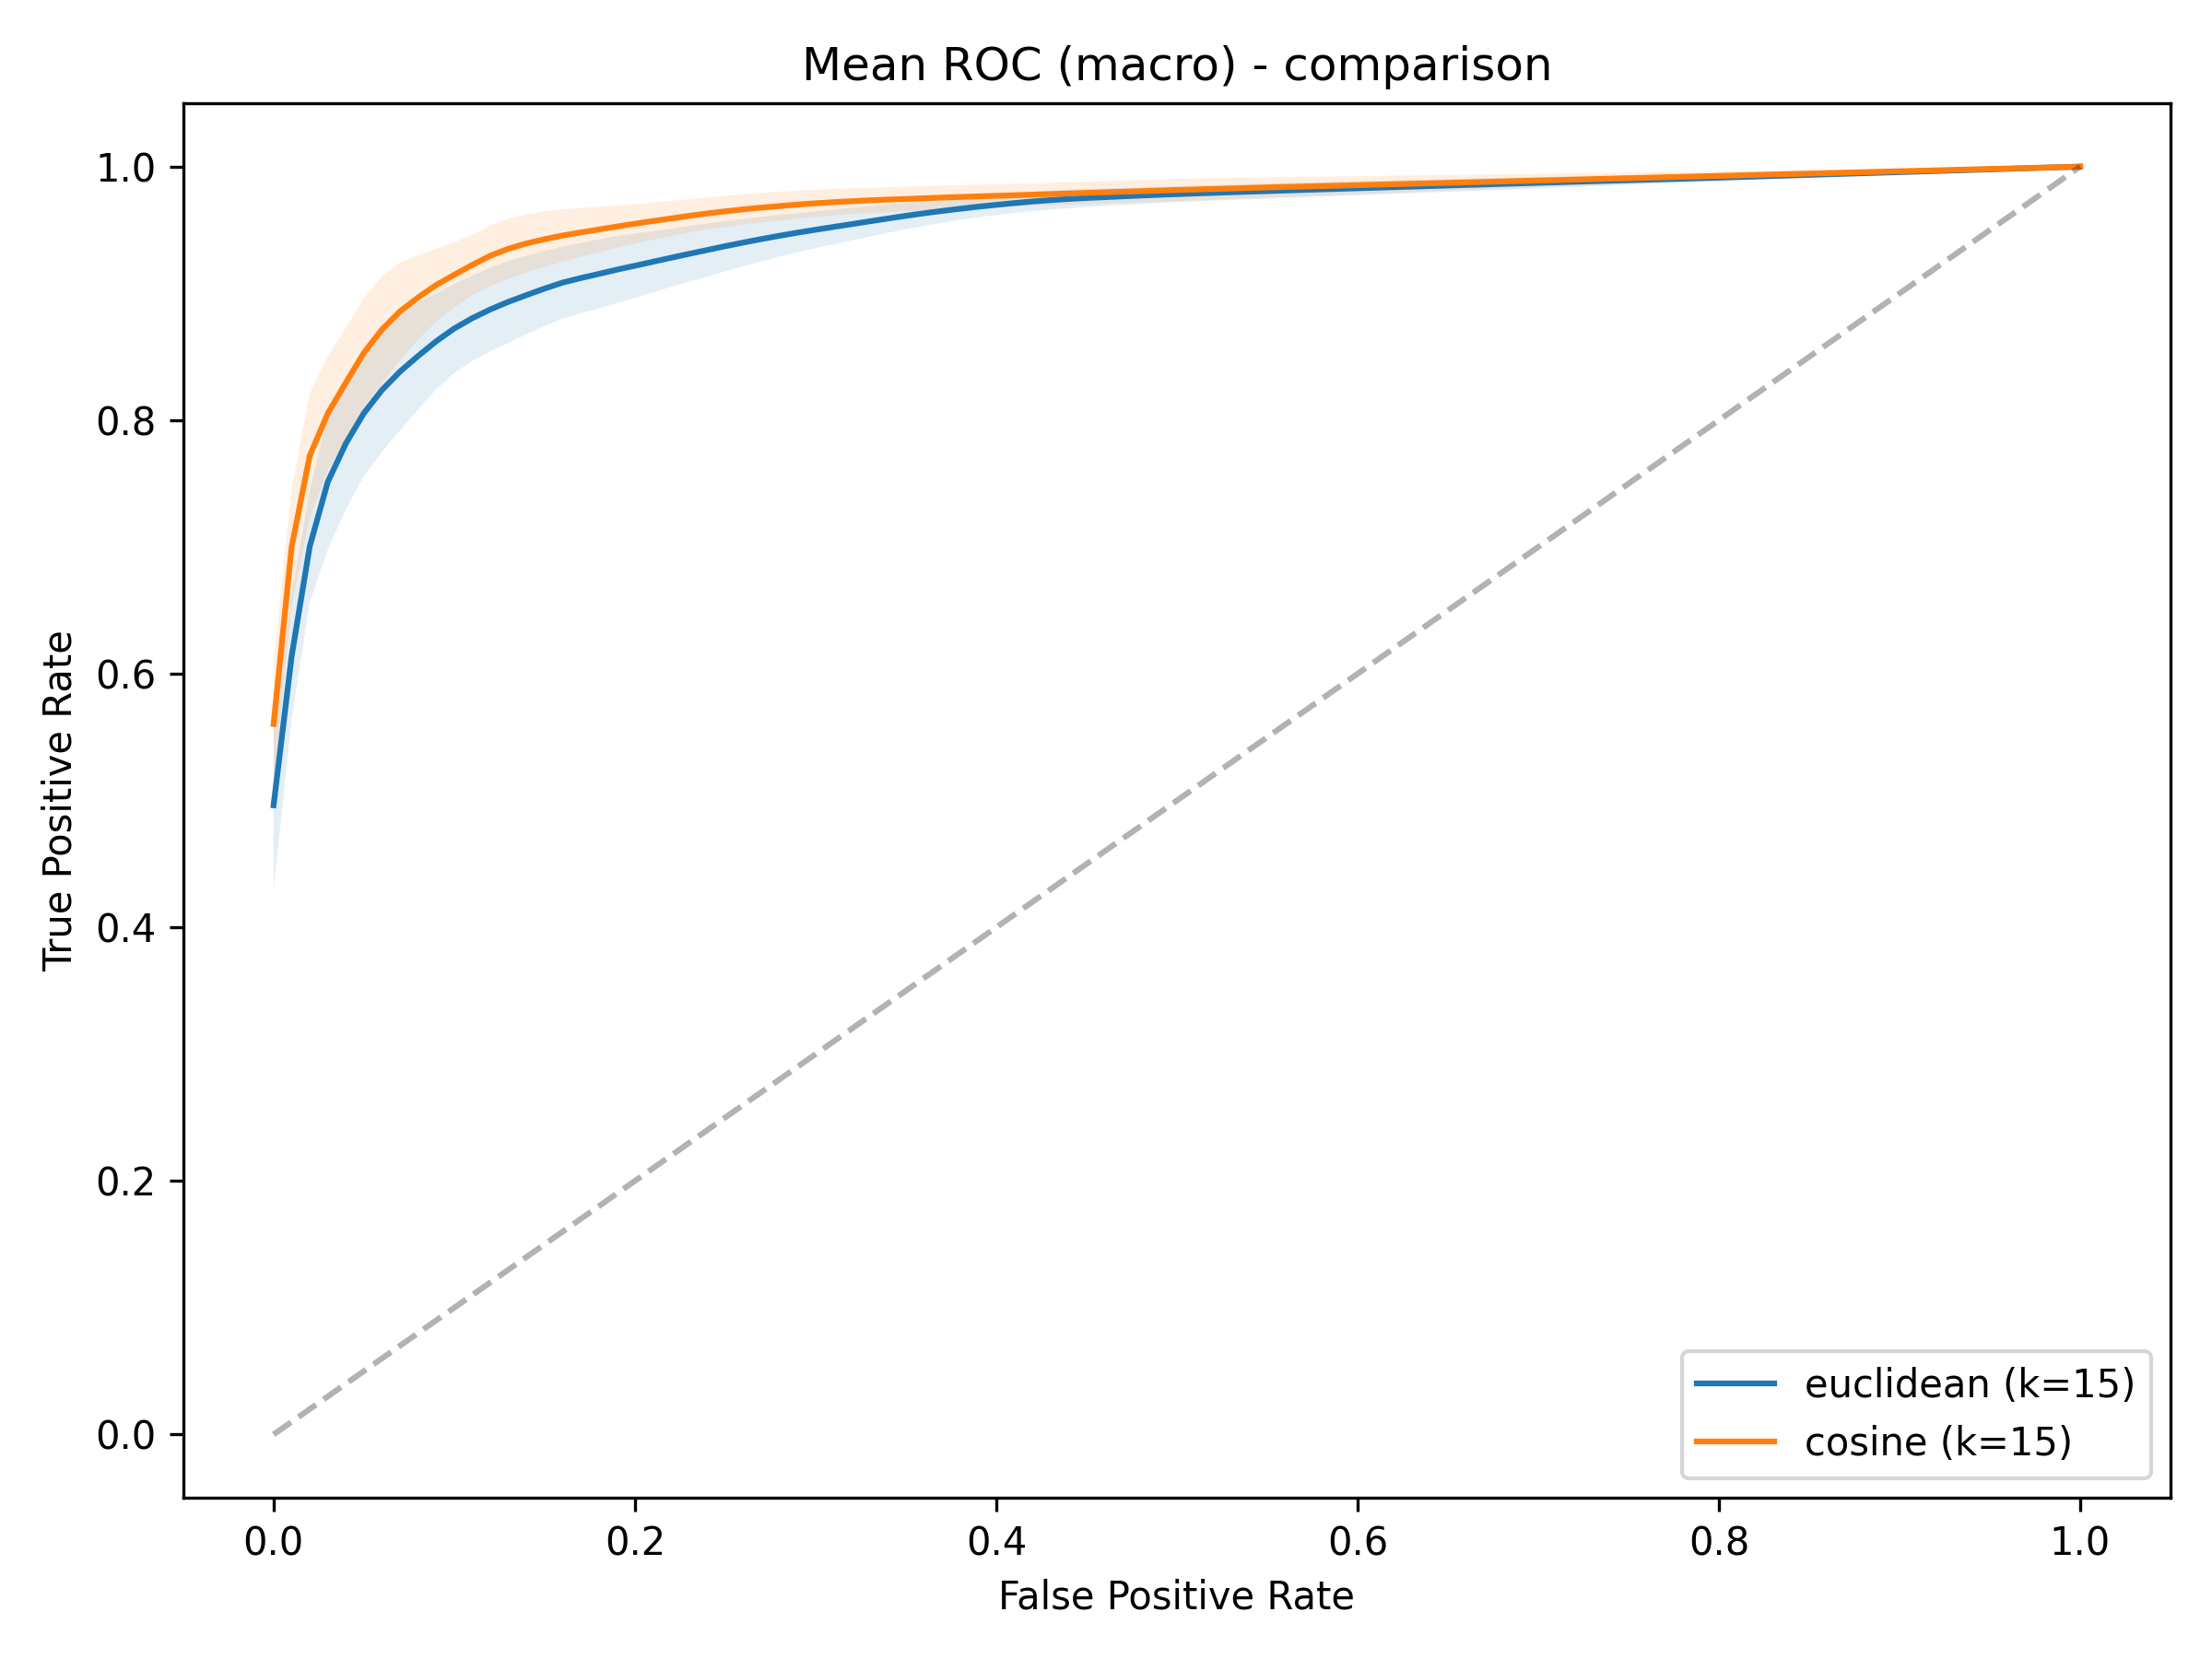 Mean ROC (macro) - comparison
True Positive Rate
1.0
0.8
0.6
0.4
0.2
0.0
0.0 0.2 0.4 0.6 0.8 1.0
False Positive Rate
euclidean (k=15)
cosine (k=15)